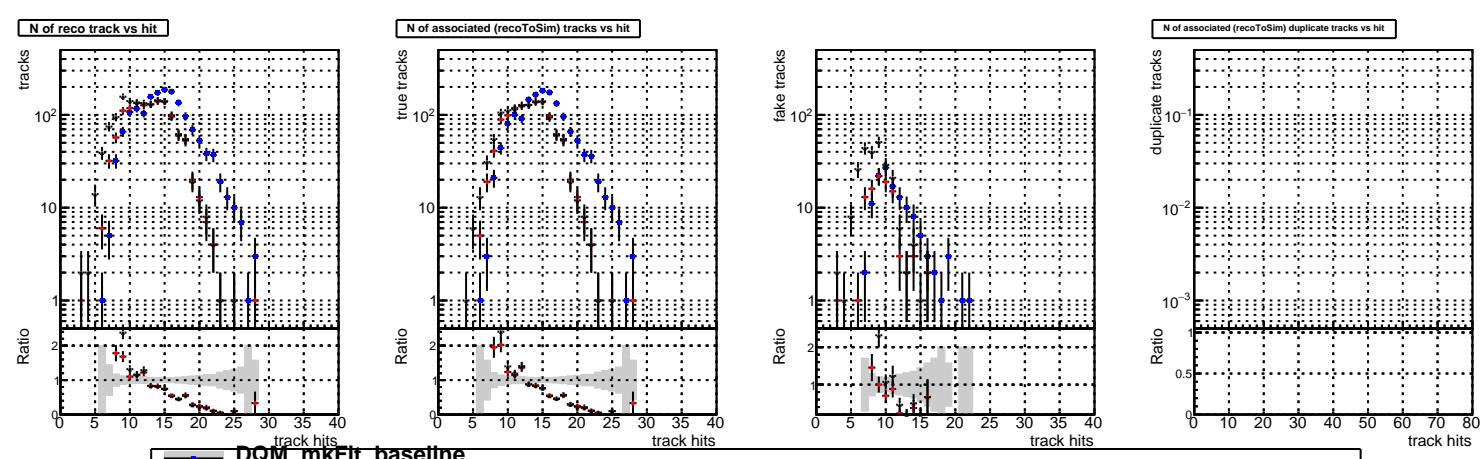 N of reco track vs hit
tracks
10²
10
1
Ratio
2
1
0
0 5 10 15 20 25 30 35 40
track hits
N of associated (recoToSim) tracks vs hit
true tracks
10²
10
1
Ratio
2
1
0
0 5 10 15 20 25 30 35 40
track hits
fake tracks
10²
10
1
Ratio
2
1
0 5 10 15 20 25 30 35 40
track hits
N of associated (recoToSim) duplicate tracks vs hit
duplicate tracks
10⁻¹
10⁻²
10⁻³
Ratio
1
0.5
0
0 10 20 30 40 50 60 70 80
track hits
DQM_mkFit_baseline